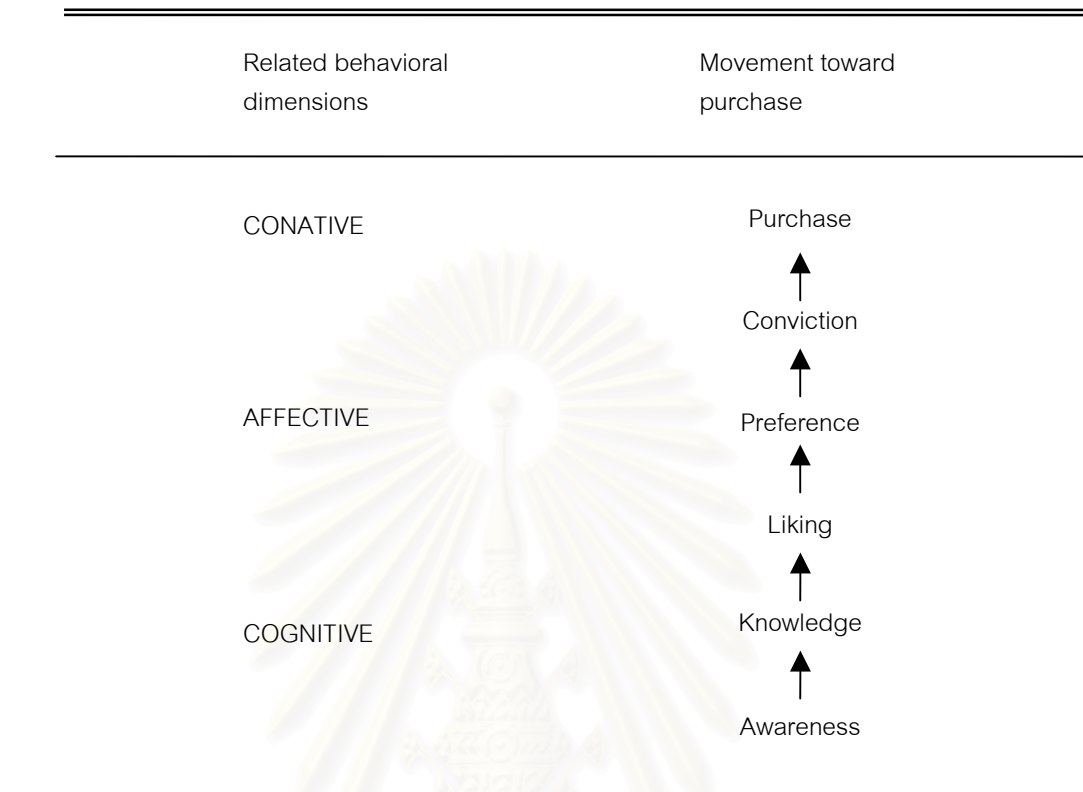 Related behavioral
dimensions
Movement toward
purchase
CONATIVE
Purchase
Conviction
AFFECTIVE
Preference
Liking
COGNITIVE
Knowledge
Awareness